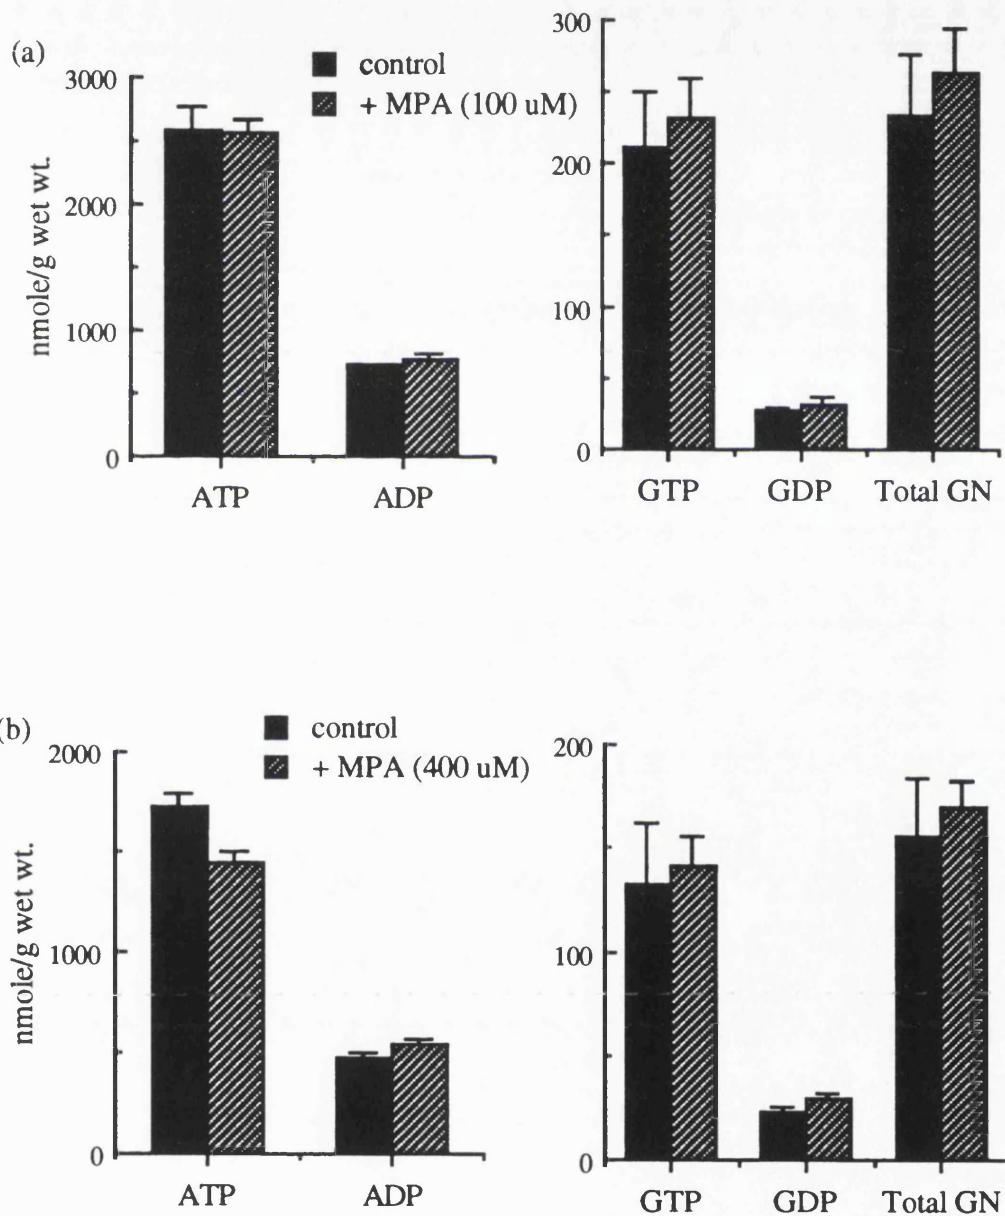 (a)
control
+ MPA (100 uM)
nmole/g wet wt.
3000
2000
1000
0
ATP ADP
300
200
100
0
GTP GDP Total GN
(b)
control
+ MPA (400 uM)
nmole/g wet wt.
2000
1000
0
ATP ADP
200
100
0
GTP GDP Total GN